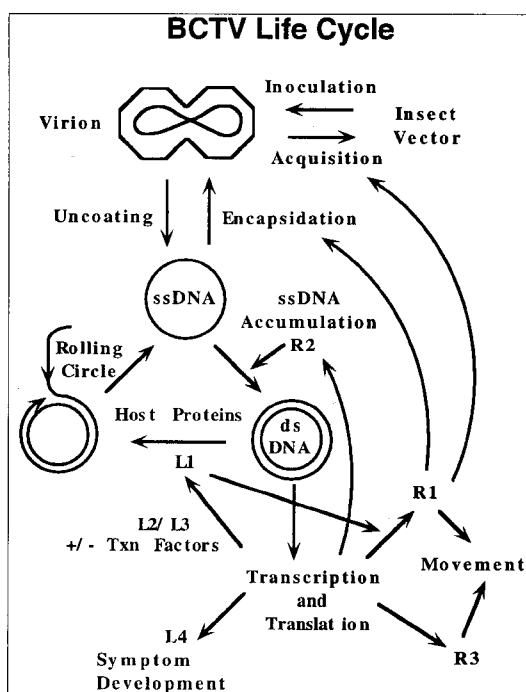 BCTV Life Cycle
Inoculation
Virion
Insect
Vector
Acquisition
Uncoating
Encapsidation
ssDNA
ssDNA
Accumulation
R2
Rolling
Circle
Host Proteins
ds
DNA
L1
R1
L2/ L3
+/- Txn Factors
Movement
Transcription
and
Translation
L4
R3
Symptom
Development